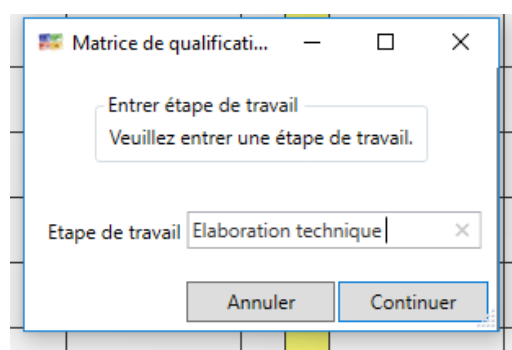 Matrice de qualificati...
Entrer étape de travail
Veuillez entrer une étape de travail.
Etape de travail Elaboration technique
Annuler Continuer